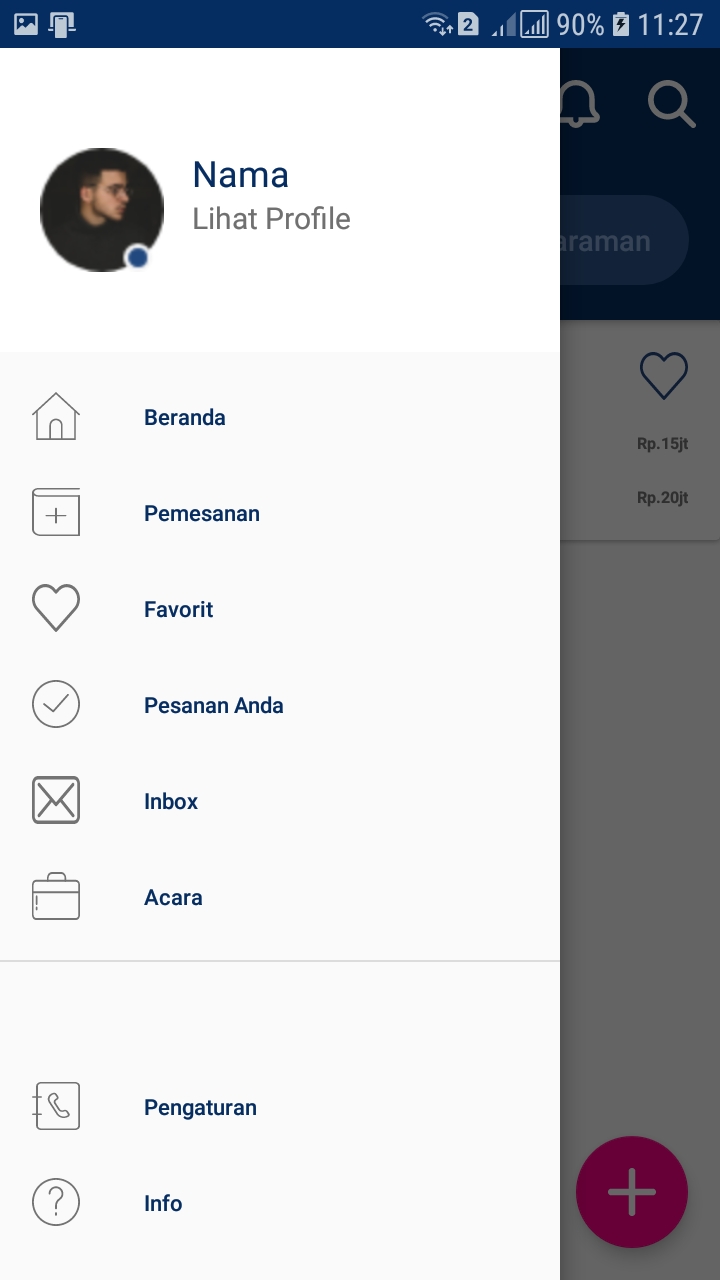 2 90% 11:27
Nama
Lihat Profile
araman
Beranda
Rp.15jt
Pemesanan
Rp.20jt
Favorit
Pesanan Anda
Inbox
Acara
Pengaturan
Info